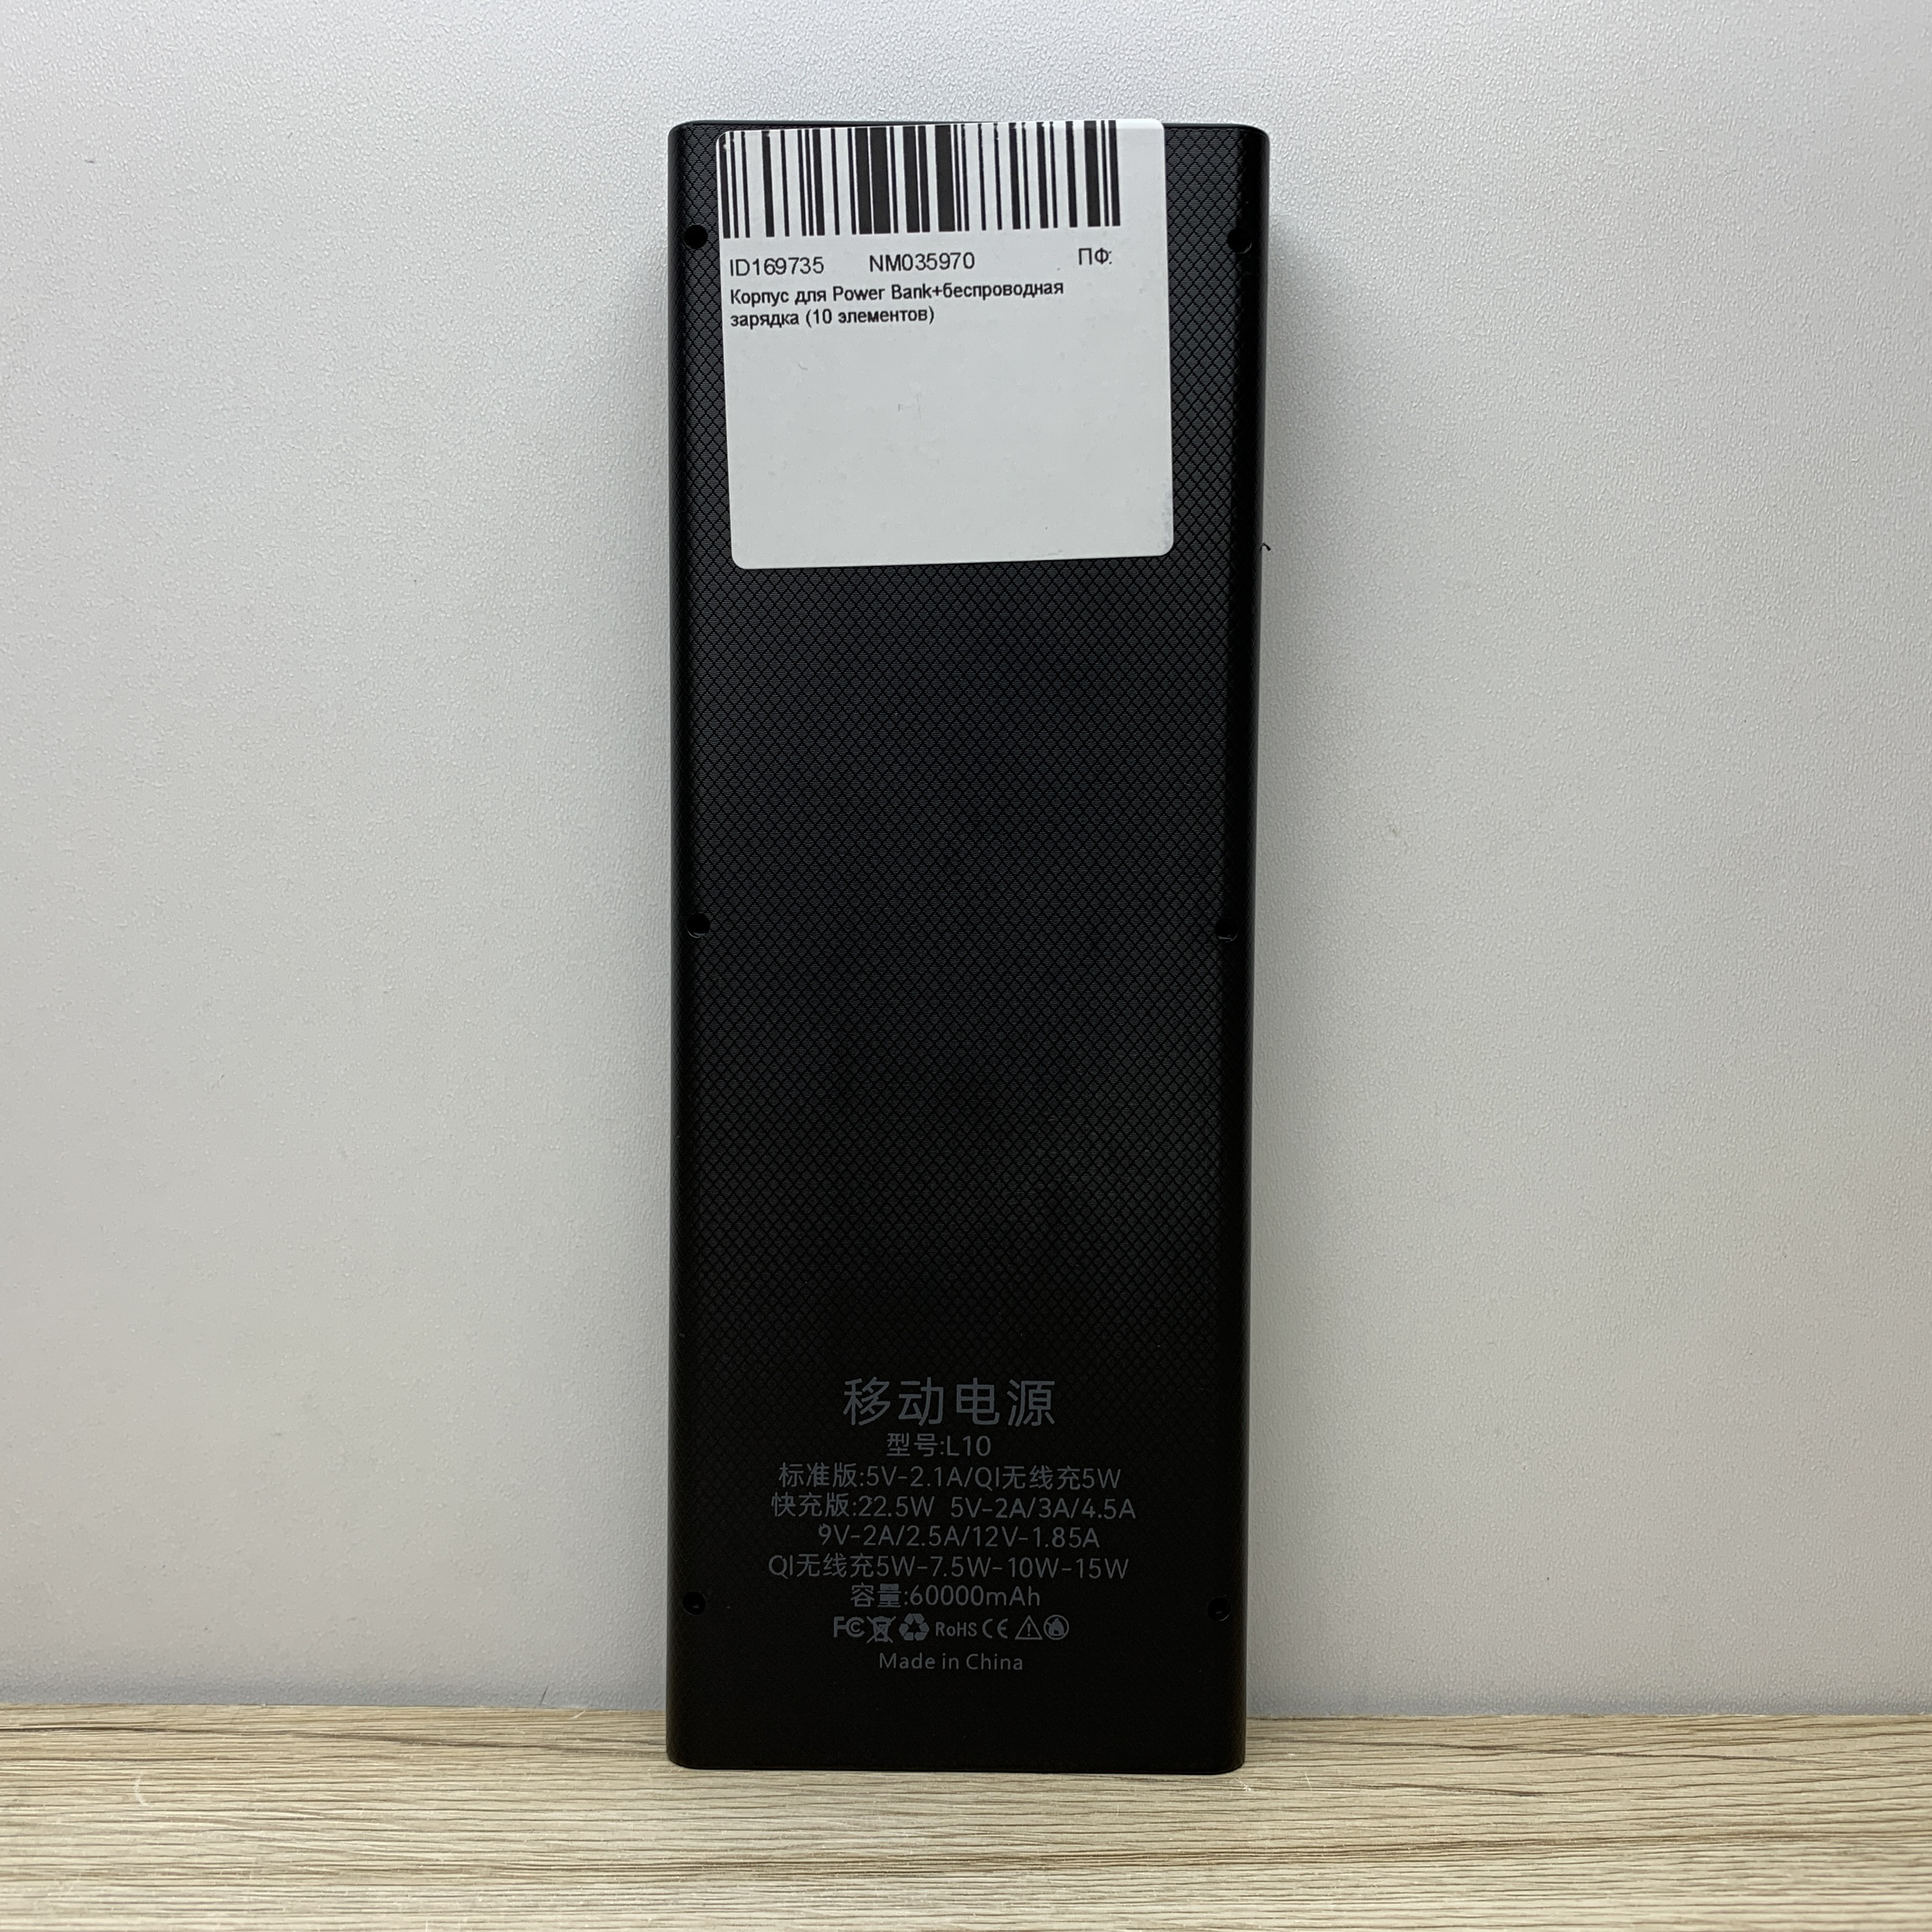 ID169735 NM035970 ПФ:
Корпус для Power Bank+беспроводная
зарядка (10 элементов)
移动电源
型号:L10
标准版:5V-2.1A/QI无线充5W
快充版:22.5W 5V-2A/3A/4.5A
9V-2A/2.5A/12V-1.85A
QI无线充5W-7.5W-10W-15W
容量:60000mAh
FC RoHS CE
Made in China